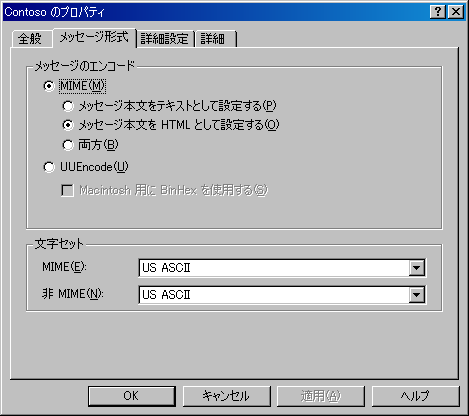 Contoso のプロパティ
全般 メッセージ形式 詳細設定 詳細
メッセージのエンコード
MIME(M)
メッセージ本文をテキストとして設定する(P)
メッセージ本文を HTML として設定する(O)
両方(B)
UUEncode(U)
Macintosh 用に BinHex を使用する(S)
文字セット
MIME(E): US ASCII
非 MIME(N): US ASCII
OK キャンセル 適用(A) ヘルプ